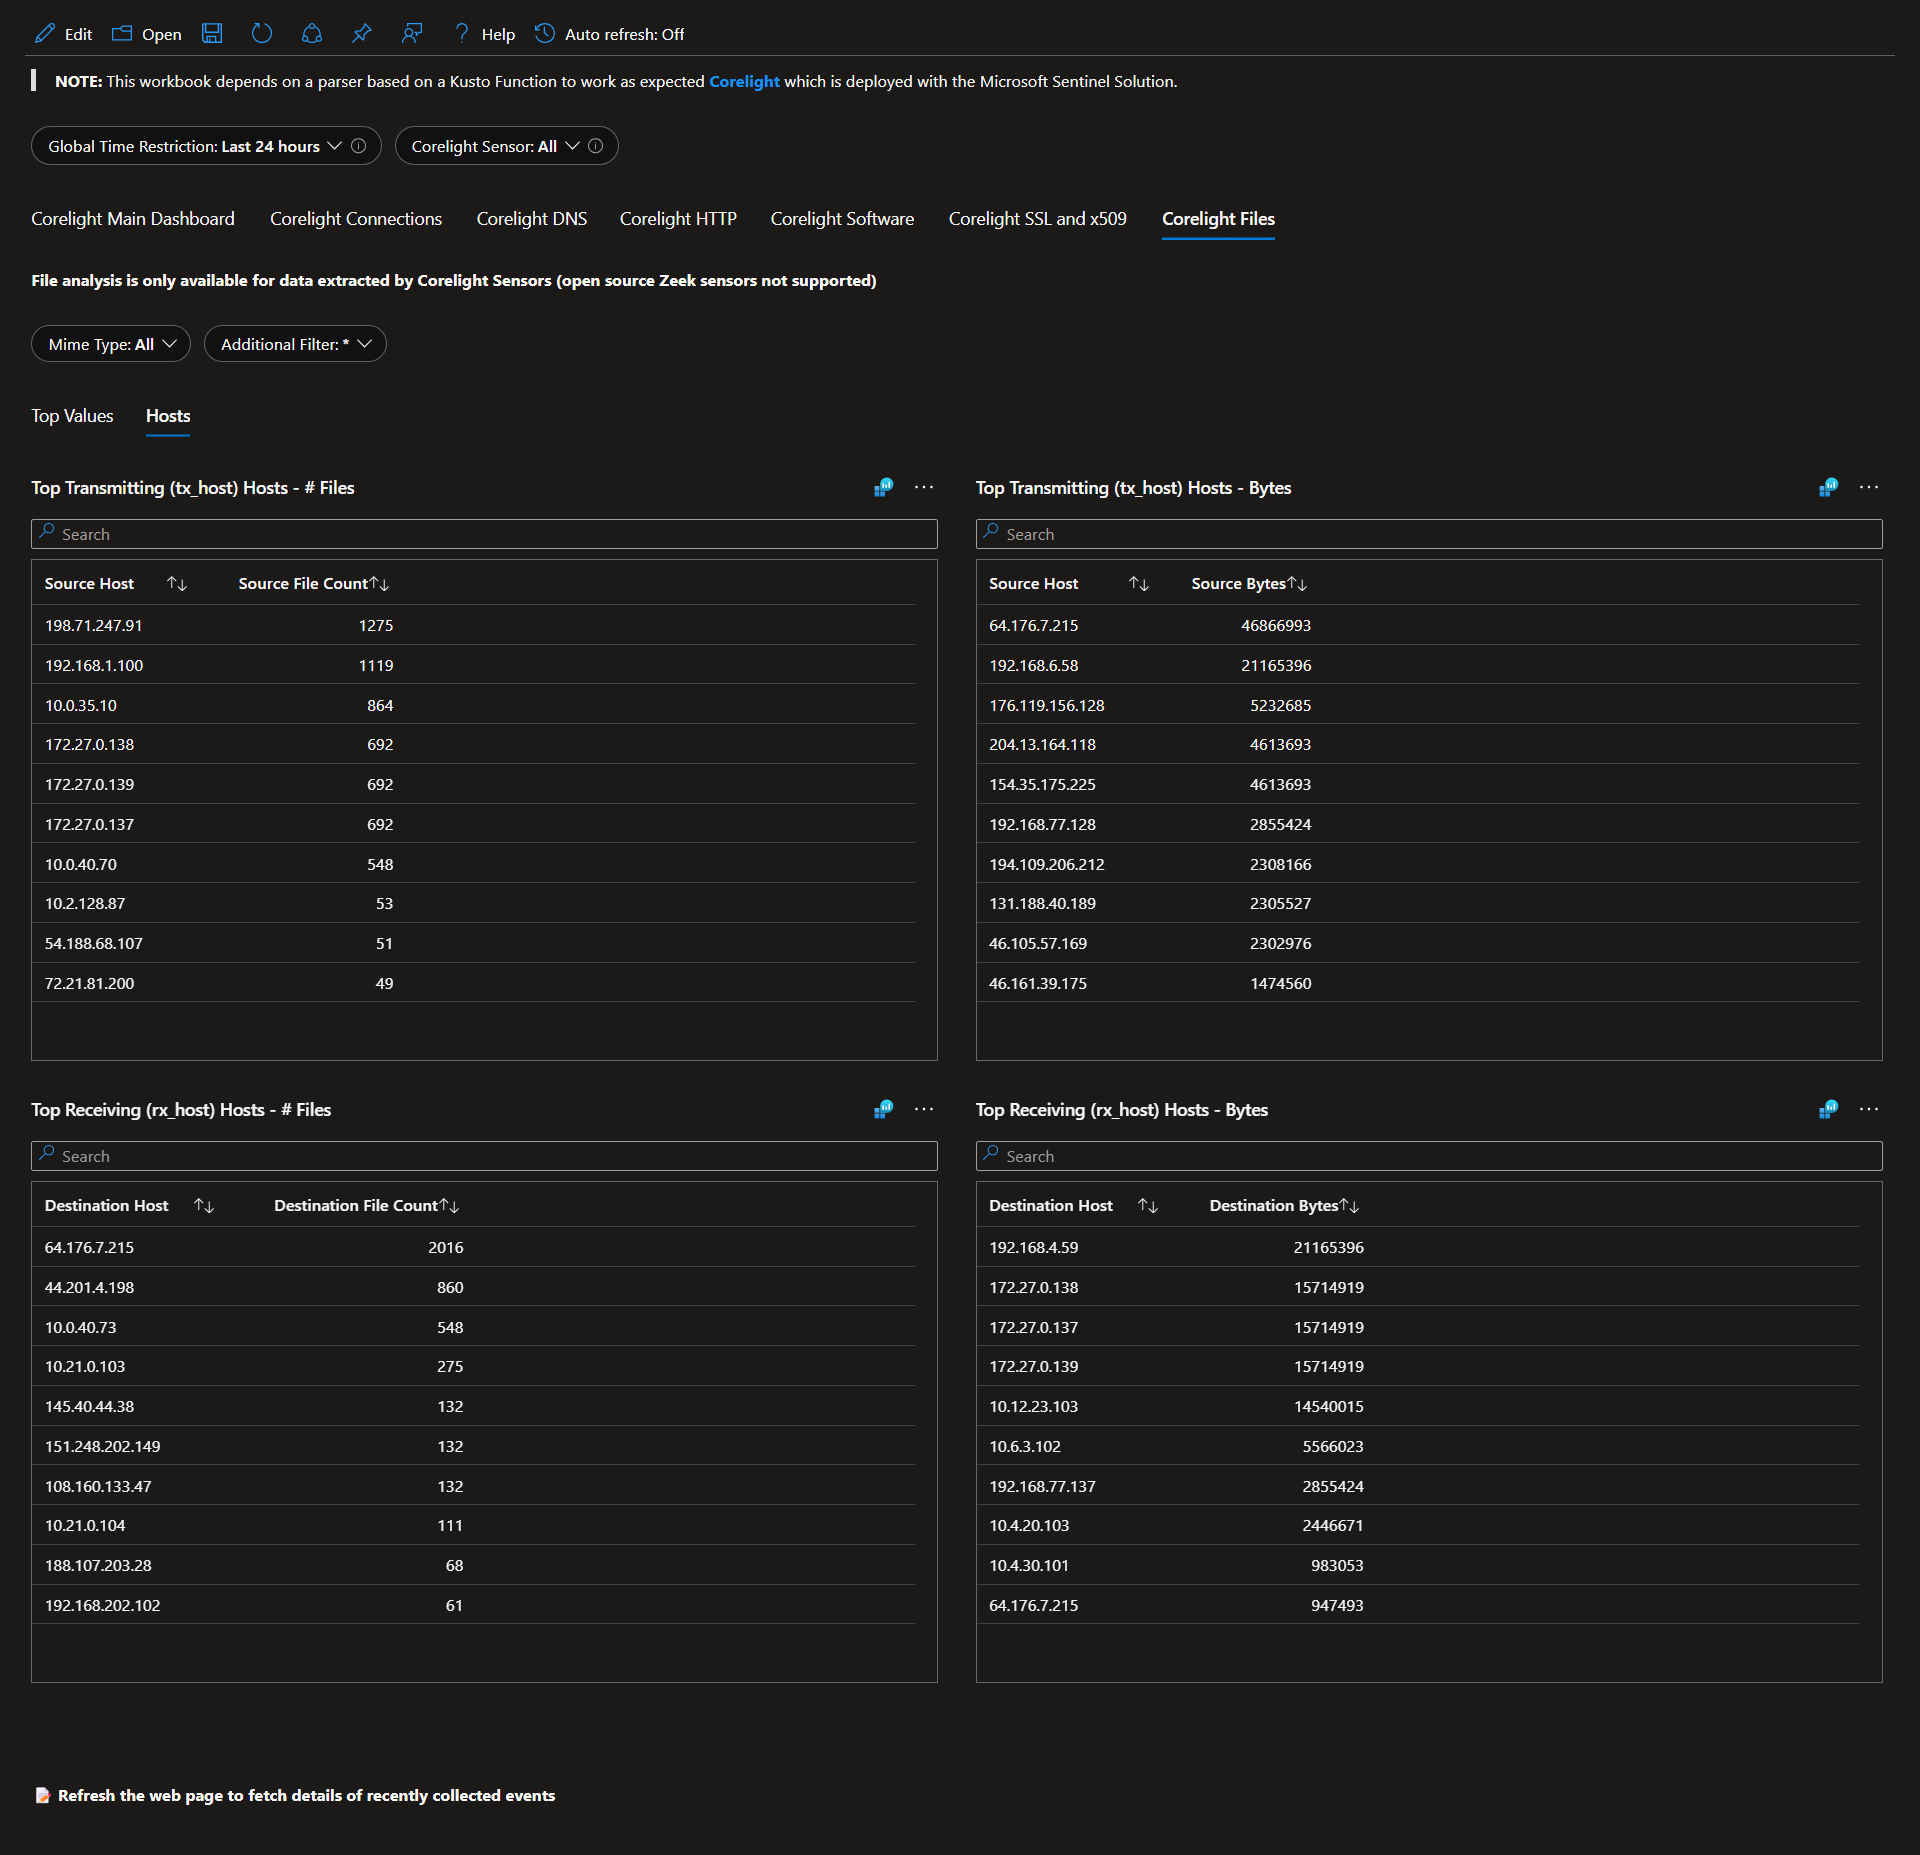 Edit Open Help Auto refresh: Off
NOTE: This workbook depends on a parser based on a Kusto Function to work as expected Corelight which is deployed with the Microsoft Sentinel Solution.
Global Time Restriction: Last 24 hours Corelight Sensor: All
Corelight Main Dashboard Corelight Connections Corelight DNS Corelight HTTP Corelight Software Corelight SSL and x509 Corelight Files
File analysis is only available for data extracted by Corelight Sensors (open source Zeek sensors not supported)
Mime Type: All Additional Filter: *
Top Values Hosts
Top Transmitting (tx_host) Hosts - # Files
Search
Source Host Source File Count
198.71.247.91 1275
192.168.1.100 1119
10.0.35.10 864
172.27.0.138 692
172.27.0.139 692
172.27.0.137 692
10.0.40.70 548
10.2.128.87 53
54.188.68.107 51
72.21.81.200 49
Top Transmitting (tx_host) Hosts - Bytes
Search
Source Host Source Bytes
64.176.7.215 46866993
192.168.6.58 21165396
176.119.156.128 5232685
204.13.164.118 4613693
154.35.175.225 4613693
192.168.77.128 2855424
194.109.206.212 2308166
131.188.40.189 2305527
46.105.57.169 2302976
46.161.39.175 1474560
Top Receiving (rx_host) Hosts - # Files
Search
Destination Host Destination File Count
64.176.7.215 2016
44.201.4.198 860
10.0.40.73 548
10.21.0.103 275
145.40.44.38 132
151.248.202.149 132
108.160.133.47 132
10.21.0.104 111
188.107.203.28 68
192.168.202.102 61
Top Receiving (rx_host) Hosts - Bytes
Search
Destination Host Destination Bytes
192.168.4.59 21165396
172.27.0.138 15714919
172.27.0.137 15714919
172.27.0.139 15714919
10.12.23.103 14540015
10.6.3.102 5566023
192.168.77.137 2855424
10.4.20.103 2446671
10.4.30.101 983053
64.176.7.215 947493
Refresh the web page to fetch details of recently collected events